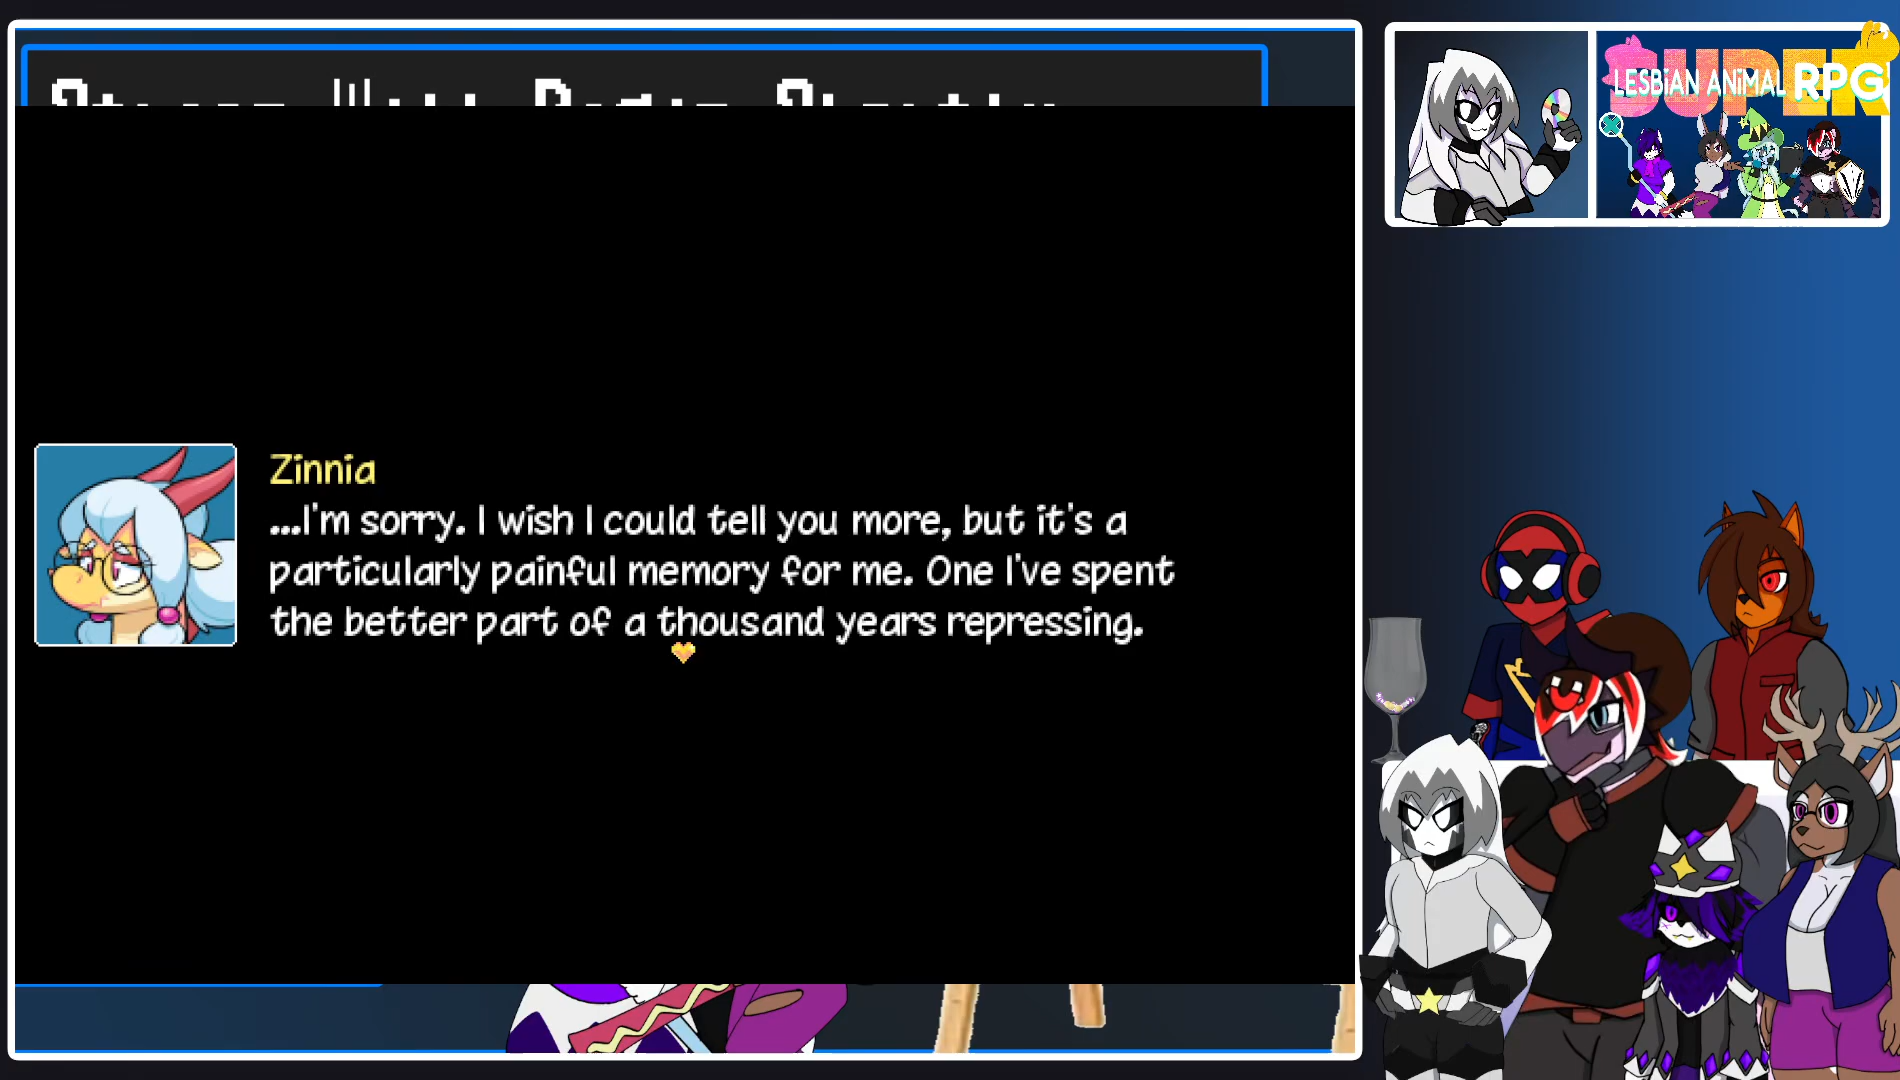 SUPER
LESBIAN ANIMAL RPG
Zinnia
...I'm sorry. I wish I could tell you more, but it's a
particularly painful memory for me. One I've spent
the better part of a thousand years repressing.